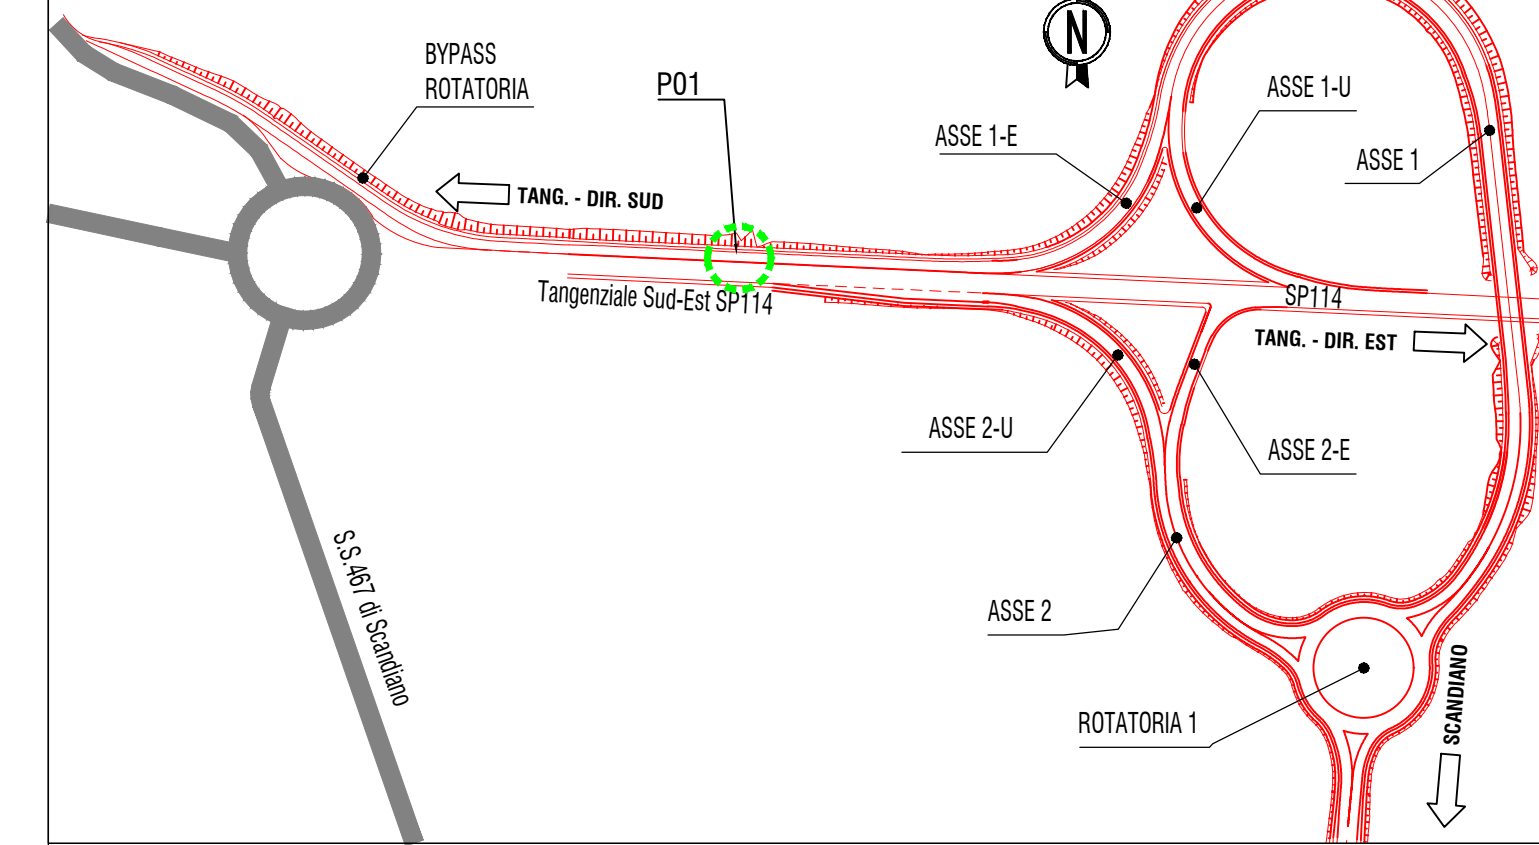 N
BYPASS
ROTATORIA
P01
ASSE 1-U
ASSE 1-E
ASSE 1
TANG. - DIR. SUD
Tangenziale Sud-Est SP114
SP114
TANG. - DIR. EST
ASSE 2-U
ASSE 2-E
S.S.467 di Scandiano
ASSE 2
SCANDIANO
ROTATORIA 1